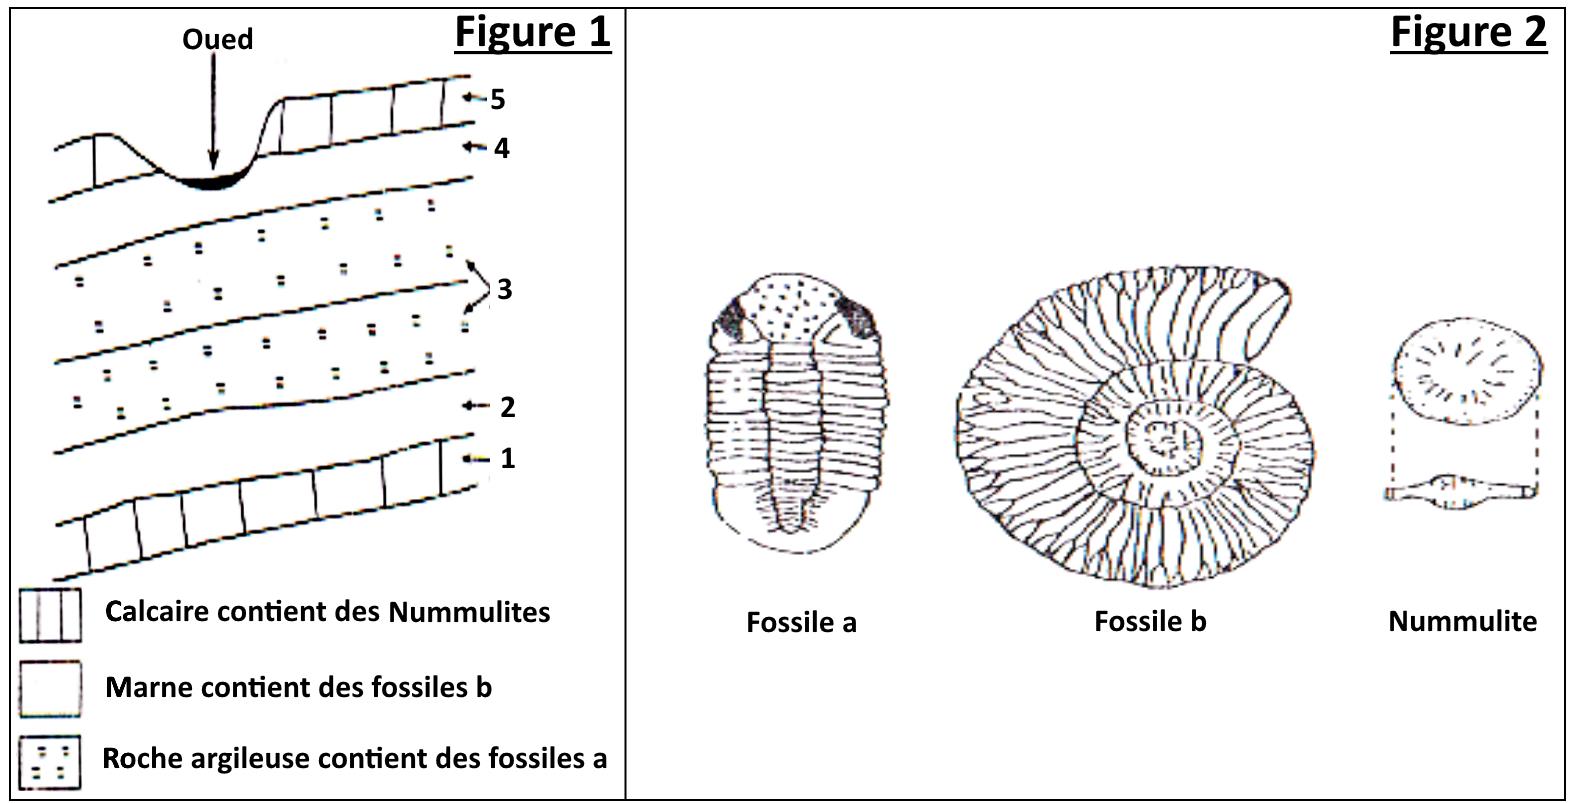 Figure 1
Oued
5
4
3
2
1
Calcaire contient des Nummulites
Marne contient des fossiles b
Roche argileuse contient des fossiles a
Figure 2
Fossile a
Fossile b
Nummulite